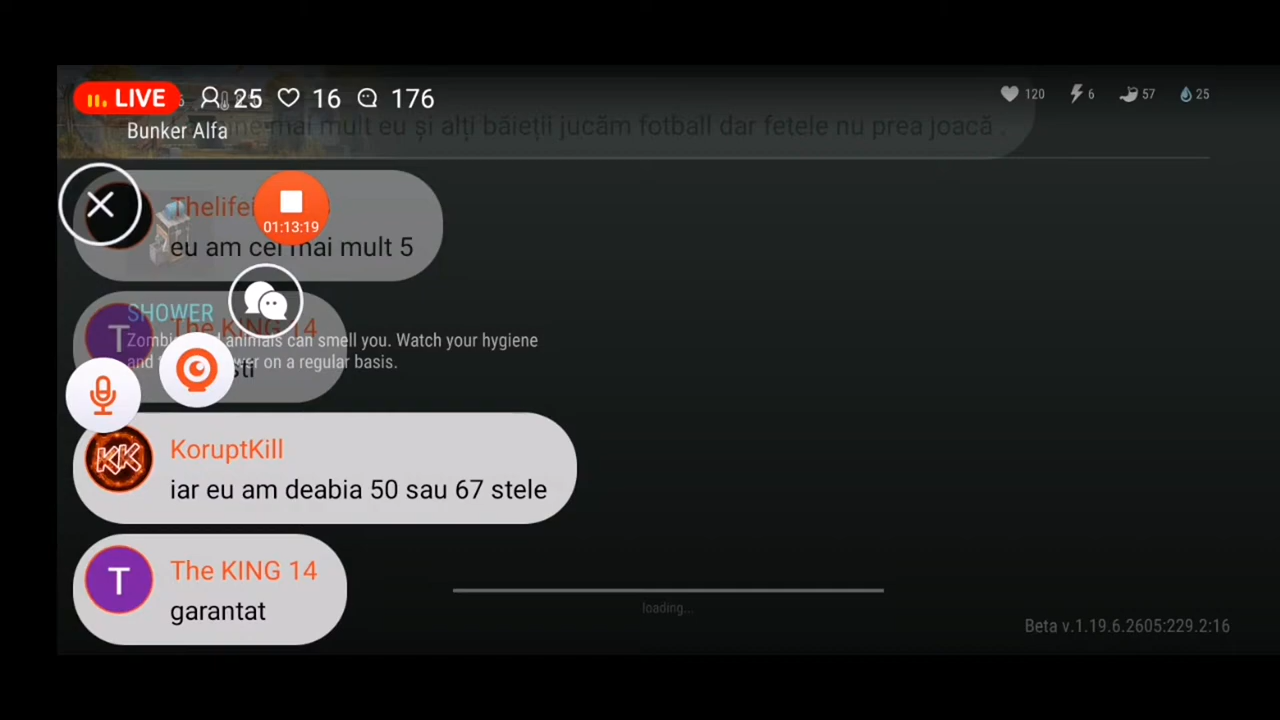 LIVE 25 16 176
120 6 57 25
Bunker Alfa
mai mult eu și alți băieții jucăm fotball dar fetele nu prea joacă .
01:13:19
eu am cel mai mult 5
SHOWER
The KING 14
animals can smell you. Watch your hygiene
on a regular basis.
KoruptKill
iar eu am deabia 50 sau 67 stele
The KING 14
T
garantat
loading...
Beta v.1.19.6.2605:229.2:16